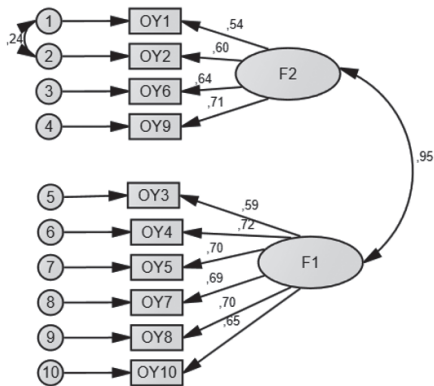 1 OY1 ,54
,24
2 OY2 ,60
F2
3 OY6 ,64
4 OY9 ,71
,95
5 OY3 ,59
6 OY4 ,72
7 OY5 ,70
F1
8 OY7 ,69
9 OY8 ,70
10 OY10 ,65